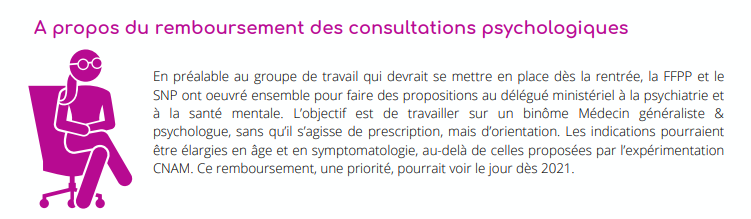 A propos du remboursement des consultations psychologiques
En préalable au groupe de travail qui devrait se mettre en place dès la rentrée, la FFPP et le
SNP ont oeuvré ensemble pour faire des propositions au délégué ministériel à la psychiatrie et
à la santé mentale. L’objectif est de travailler sur un binôme Médecin généraliste &
psychologue, sans qu’il s’agisse de prescription, mais d’orientation. Les indications pourraient
être élargies en âge et en symptomatologie, au-delà de celles proposées par l’expérimentation
CNAM. Ce remboursement, une priorité, pourrait voir le jour dès 2021.